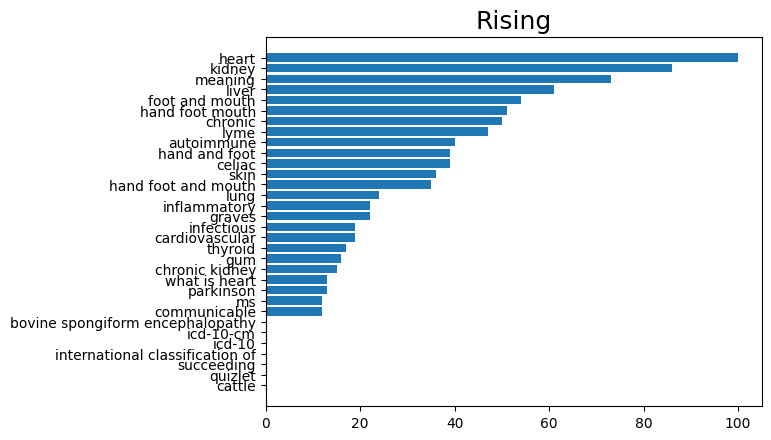 Rising
heart
kidney
meaning
liver
foot and mouth
hand foot mouth
chronic
lyme
autoimmune
hand and foot
celiac
skin
hand foot and mouth
lung
inflammatory
graves
infectious
cardiovascular
thyroid
gum
chronic kidney
what is heart
parkinson
ms
communicable
bovine spongiform encephalopathy
icd-10-cm
icd-10
international classification of
succeeding
quizlet
cattle
0 20 40 60 80 100